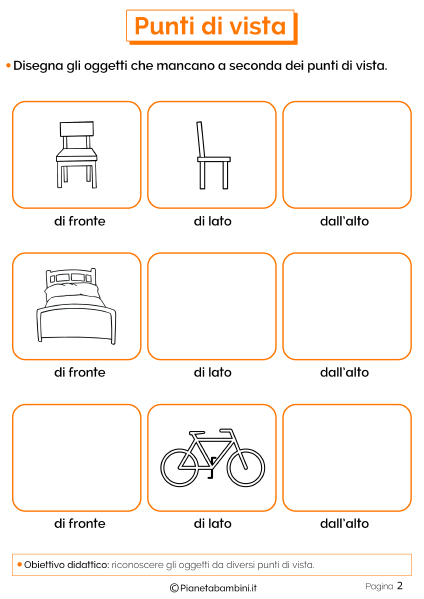 Punti di vista
• Disegna gli oggetti che mancano a seconda dei punti di vista.
di fronte di lato dall'alto
di fronte di lato dall'alto
di fronte di lato dall'alto
• Obiettivo didattico: riconoscere gli oggetti da diversi punti di vista.
© Pianetabambini.it
Pagina 2